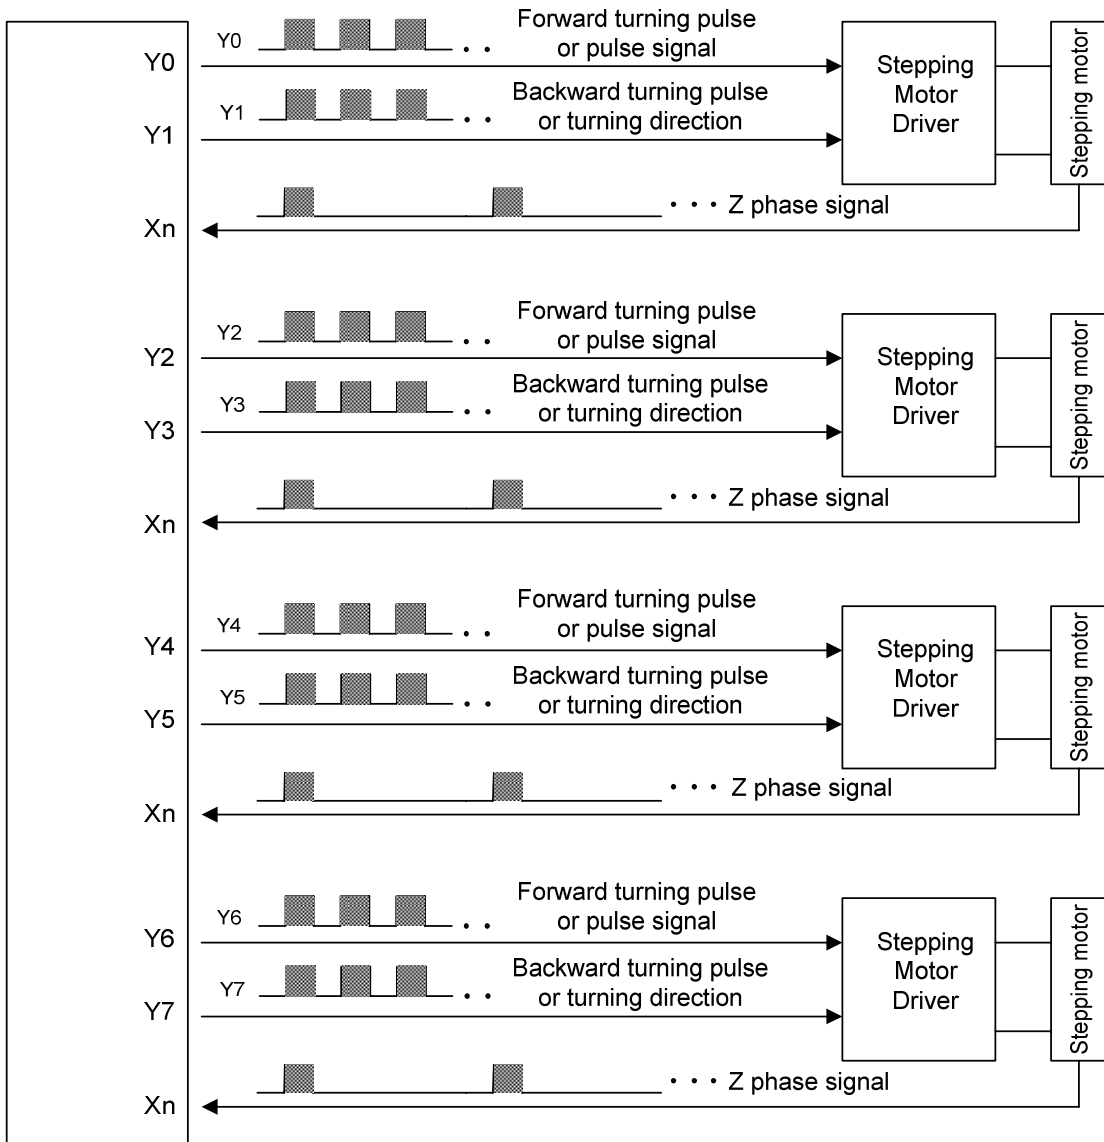 Y0
Forward turning pulse
or pulse signal
Y0
Y1
Backward turning pulse
or turning direction
Y1
Stepping
Motor
Driver
Stepping motor
• • • Z phase signal
Xn
Y2
Forward turning pulse
or pulse signal
Y2
Y3
Backward turning pulse
or turning direction
Y3
Stepping
Motor
Driver
Stepping motor
• • • Z phase signal
Xn
Y4
Forward turning pulse
or pulse signal
Y4
Y5
Backward turning pulse
or turning direction
Y5
Stepping
Motor
Driver
Stepping motor
• • • Z phase signal
Xn
Y6
Forward turning pulse
or pulse signal
Y6
Y7
Backward turning pulse
or turning direction
Y7
Stepping
Motor
Driver
Stepping motor
• • • Z phase signal
Xn